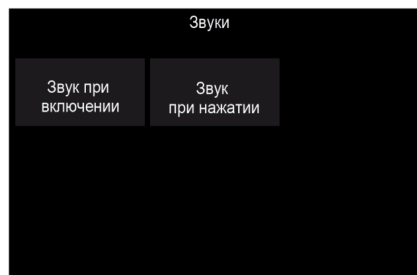 Звуки
Звук при
включении
Звук
при нажатии